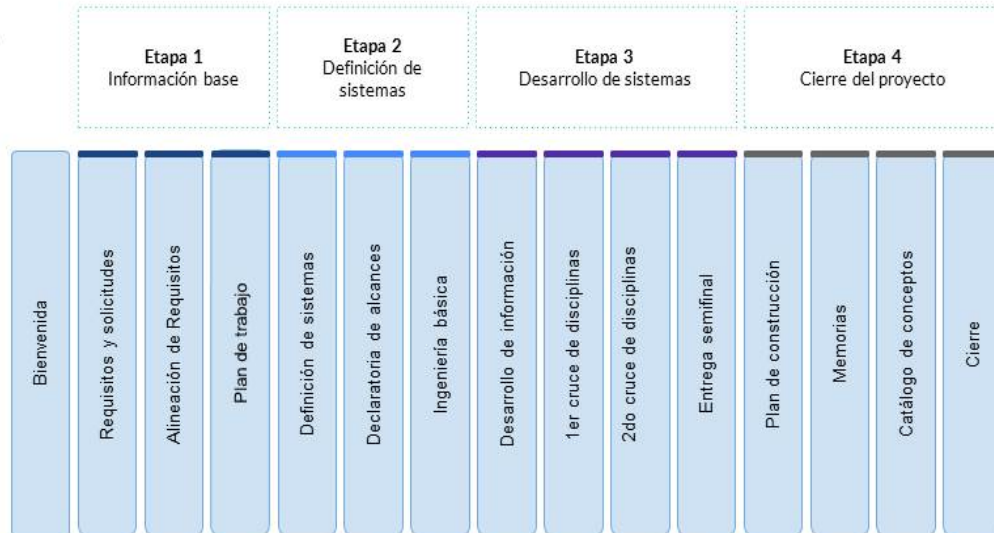 Etapa 1
Información base
Etapa 2
Definición de
sistemas
Etapa 3
Desarrollo de sistemas
Etapa 4
Cierre del proyecto
Bienvenida
Requisitos y solicitudes
Alineación de Requisitos
Plan de trabajo
Definición de sistemas
Declaratoria de alcances
Ingeniería básica
Desarrollo de información
1er cruce de disciplinas
2do cruce de disciplinas
Entrega semifinal
Plan de construcción
Memorias
Catálogo de conceptos
Cierre